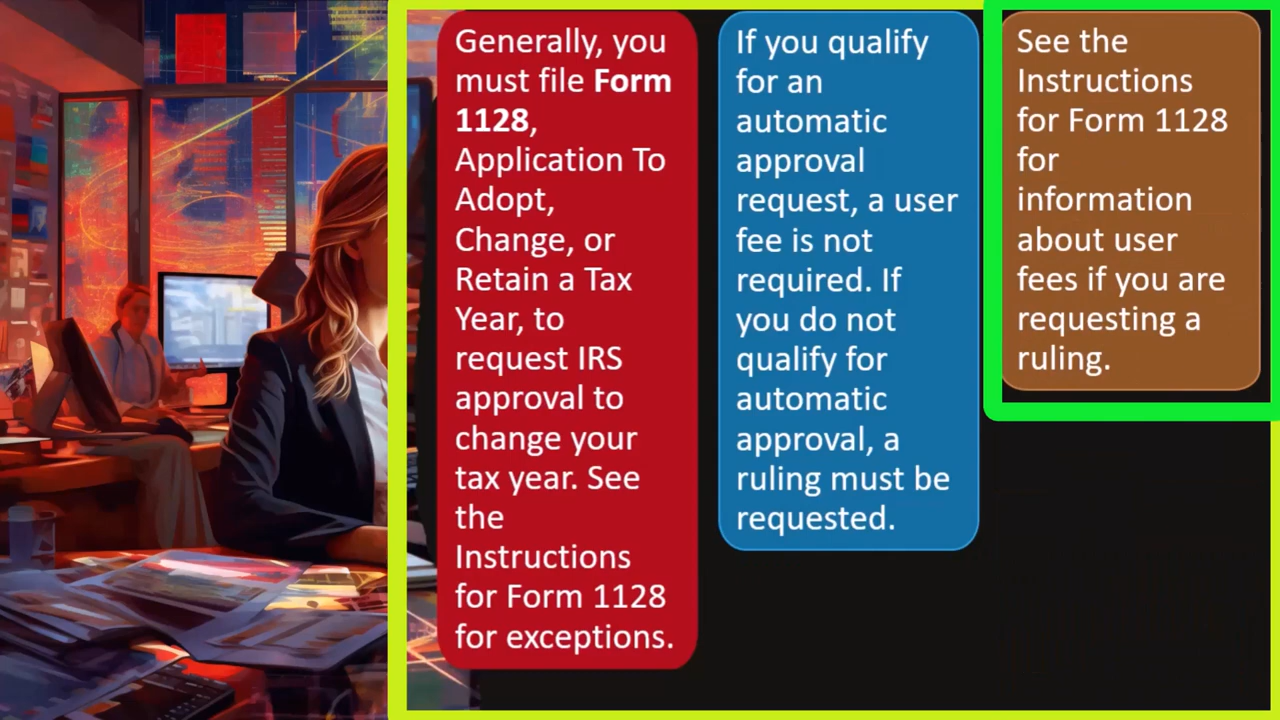 Generally, you
must file Form
1128,
Application To
Adopt,
Change, or
Retain a Tax
Year, to
request IRS
approval to
change your
tax year. See
the
Instructions
for Form 1128
for exceptions.
If you qualify
for an
automatic
approval
request, a user
fee is not
required. If
you do not
qualify for
automatic
approval, a
ruling must be
requested.
See the
Instructions
for Form 1128
for
information
about user
fees if you are
requesting a
ruling.